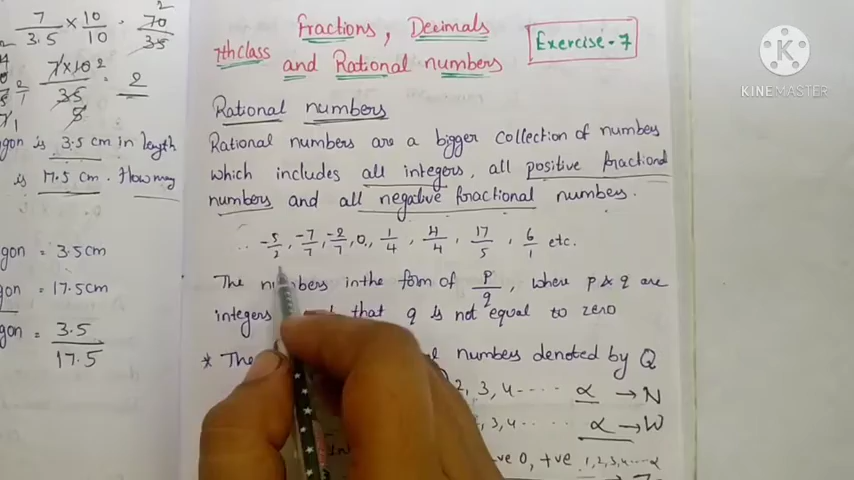 7/3.5 × 10/10 = 70/35
7×10/35 = 2
gon is 3.5 cm in length
is 17.5 cm. How many
gon = 3.5cm
gon = 17.5cm
gon = 3.5/17.5
7th class
Fractions, Decimals
and Rational numbers
Exercise-7
KINEMASTER
Rational numbers
Rational numbers are a bigger collection of numbers
which includes all integers, all positive fractional
numbers and all negative fractional numbers.
-5/2, -7/7, -2/7, 0, 1/4, 4/4, 17/5, 6/1 etc.
The numbers in the form of p/q, where p & q are
integers that q is not equal to zero
* The numbers denoted by Q
2, 3, 4 .... α → N
3, 4 .... α → W
0, +ve 1,2,3,4....α